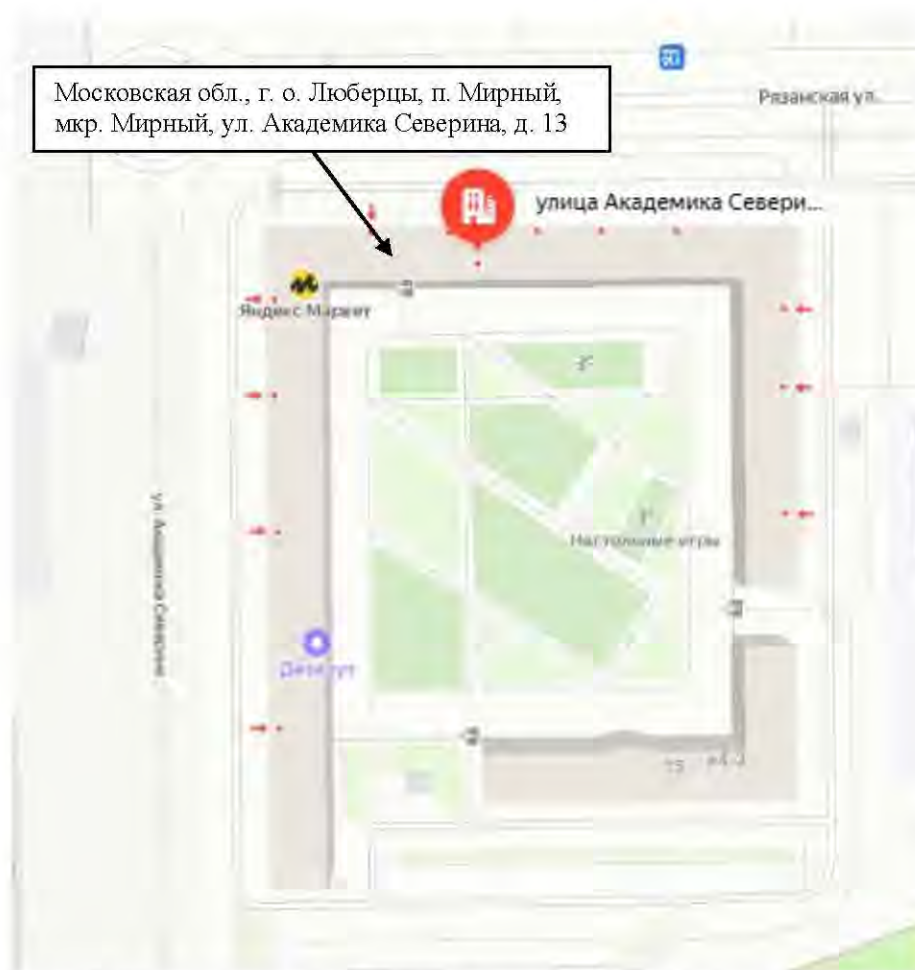 Московская обл., г. о. Люберцы, п. Мирный,
мкр. Мирный, ул. Академика Северина, д. 13
Рязанская ул.
улица Академика Севери...
Яндекс Маркет
Настольные игры
ул. Академика Северина